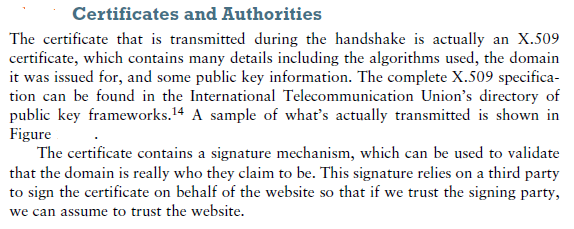 Certificates and Authorities
The certificate that is transmitted during the handshake is actually an X.509
certificate, which contains many details including the algorithms used, the domain
it was issued for, and some public key information. The complete X.509 specifica-
tion can be found in the International Telecommunication Union's directory of
public key frameworks.14 A sample of what's actually transmitted is shown in
Figure .
The certificate contains a signature mechanism, which can be used to validate
that the domain is really who they claim to be. This signature relies on a third party
to sign the certificate on behalf of the website so that if we trust the signing party,
we can assume to trust the website.